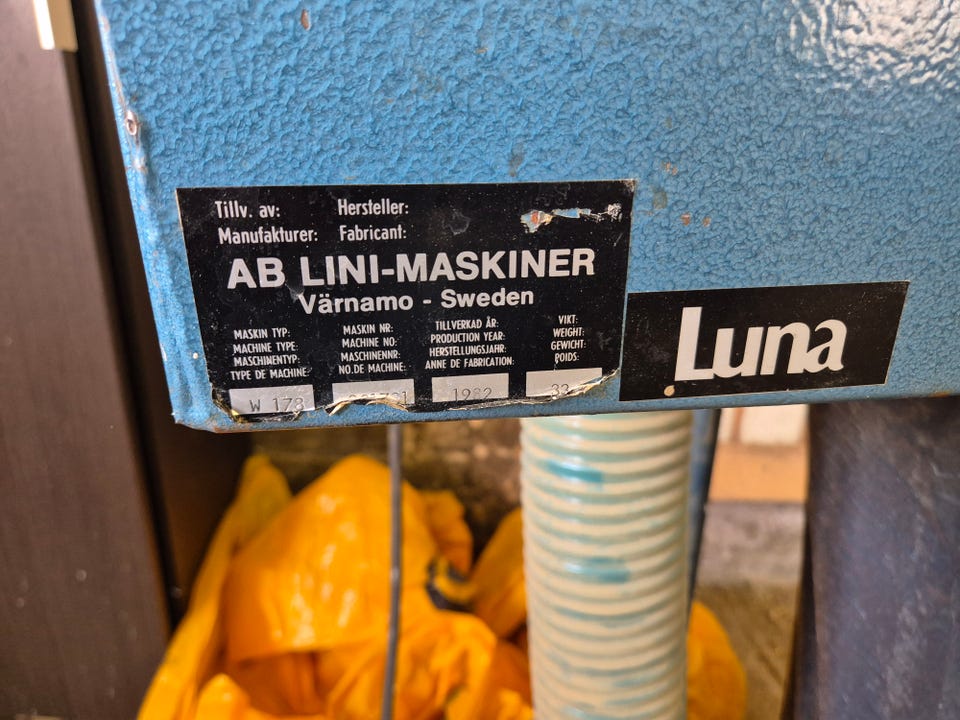 Tillv. av: Hersteller:
Manufakturer: Fabricant:
AB LINI-MASKINER
Värnamo - Sweden
MASKIN TYP: MASKIN NR: TILLVERKAD ÅR: VIKT:
MACHINE TYPE: MACHINE NO: PRODUCTION YEAR: WEIGHT:
MASCHINENTYP: MASCHINENNR: HERSTELLUNGSJAHR: GEWICHT:
TYPE DE MACHINE: NO.DE MACHINE: ANNE DE FABRICATION: POIDS:
W 178 1982
Luna